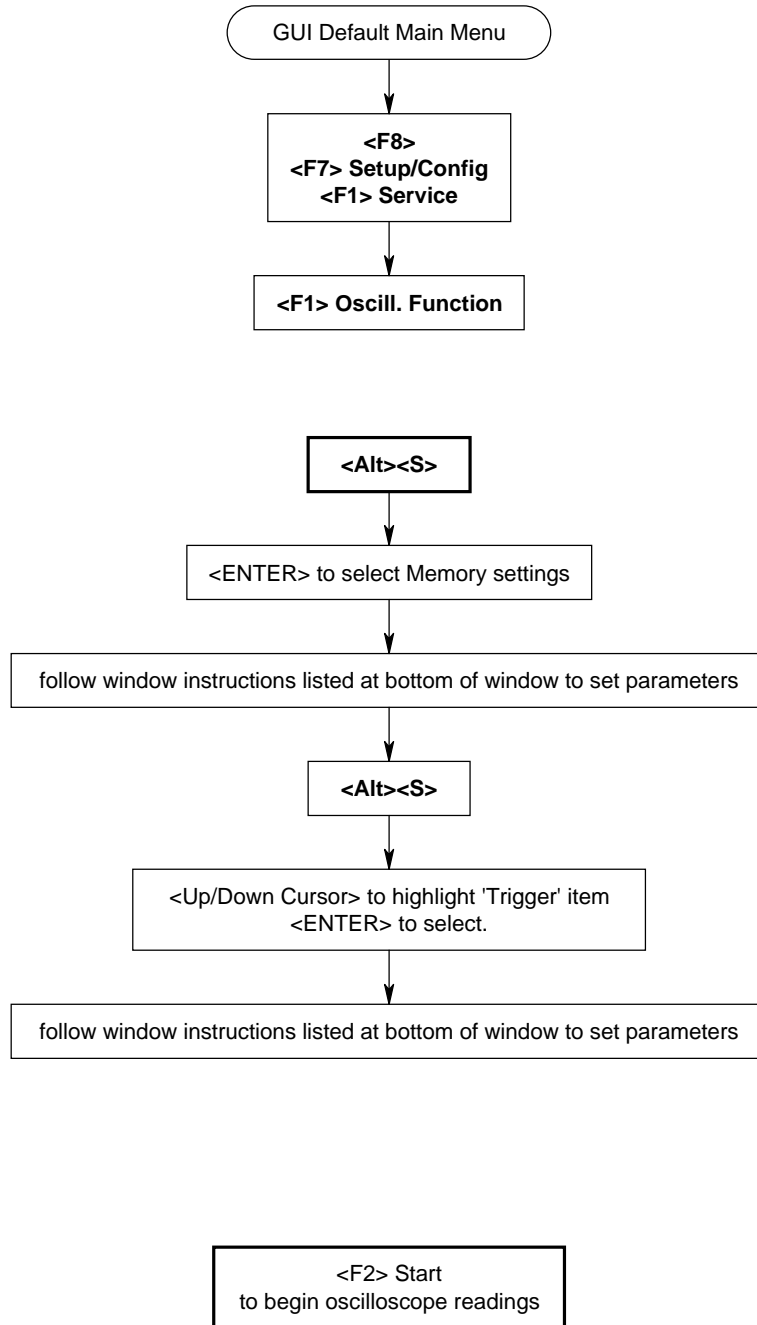 GUI Default Main Menu
<F8>
<F7> Setup/Config
<F1> Service
<F1> Oscill. Function
<Alt><S>
<ENTER> to select Memory settings
follow window instructions listed at bottom of window to set parameters
<Alt><S>
<Up/Down Cursor> to highlight 'Trigger' item
<ENTER> to select.
follow window instructions listed at bottom of window to set parameters
<F2> Start
to begin oscilloscope readings